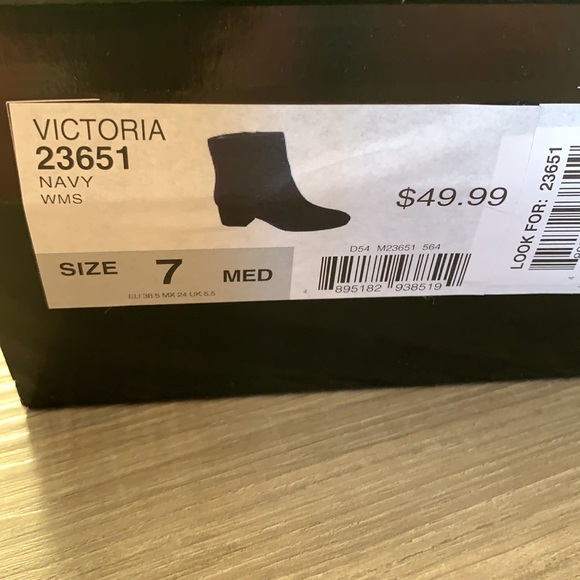 VICTORIA
23651
NAVY
WMS
$49.99
SIZE 7 MED
EU 38.5 MX 24 UK 5.5
D54 M23651 564
4 895182 938519
LOOK FOR: 23651